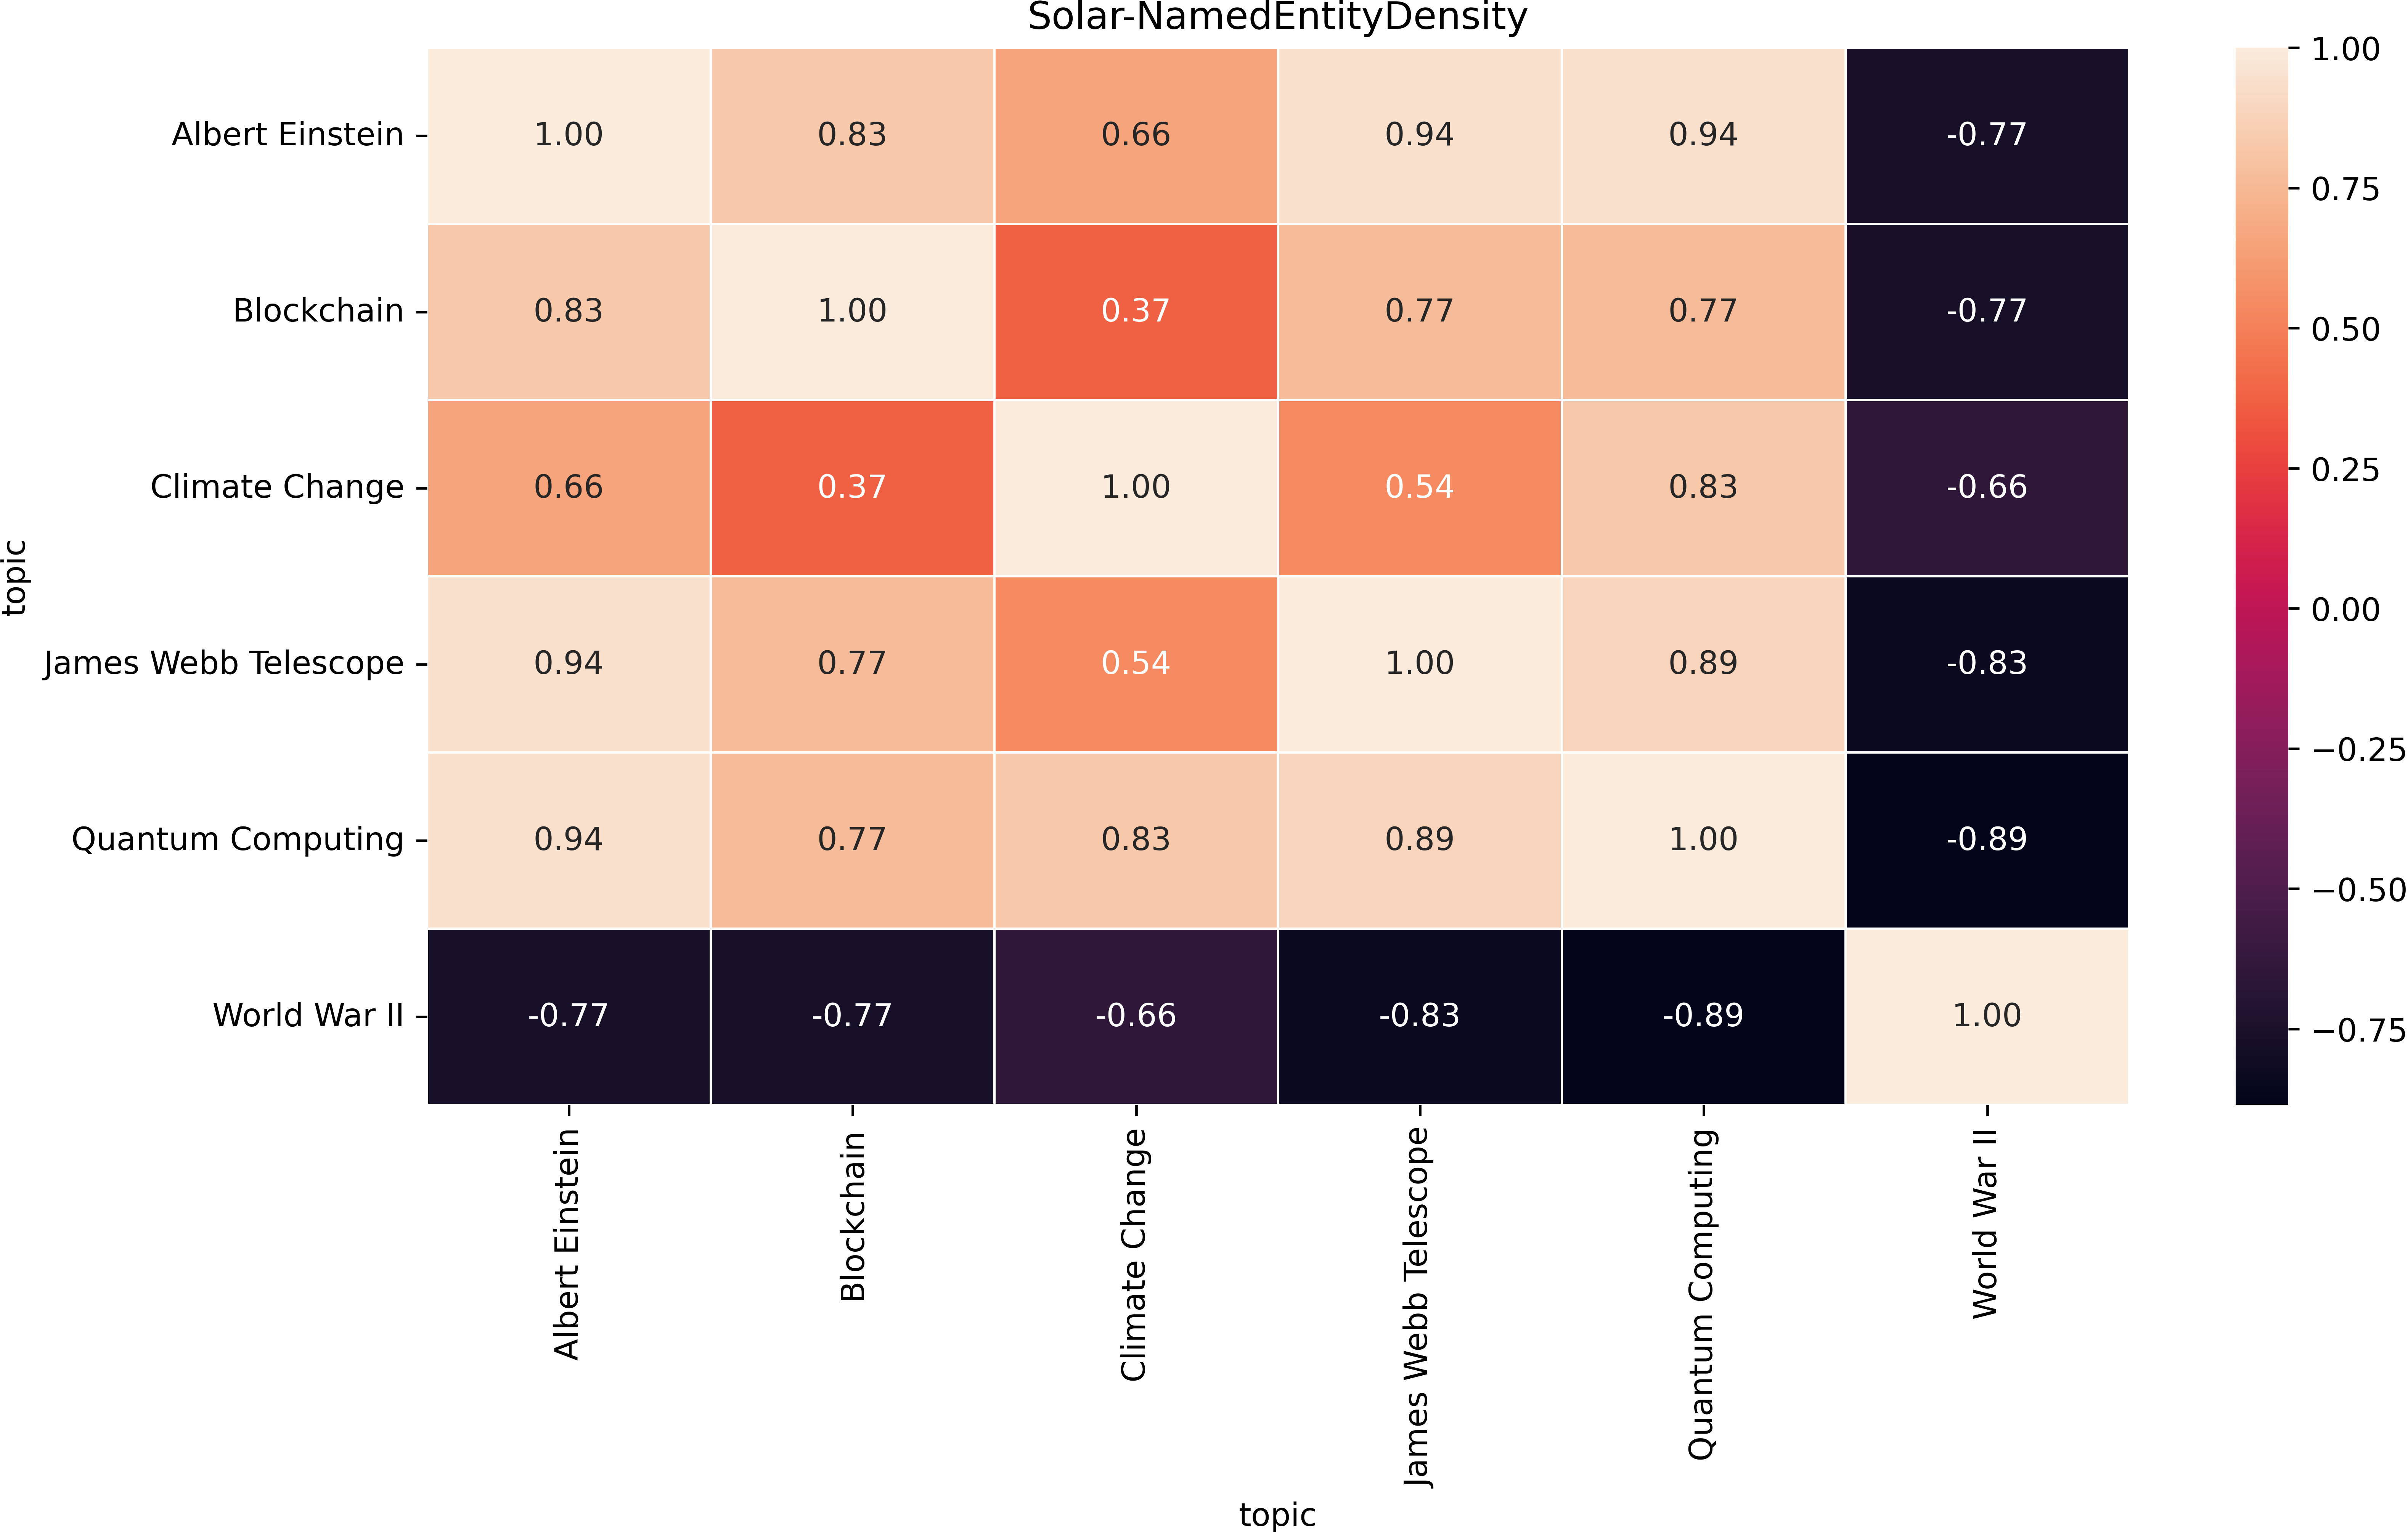 Solar-NamedEntityDensity
topic
Albert Einstein 1.00 0.83 0.66 0.94 0.94 -0.77
Blockchain 0.83 1.00 0.37 0.77 0.77 -0.77
Climate Change 0.66 0.37 1.00 0.54 0.83 -0.66
James Webb Telescope 0.94 0.77 0.54 1.00 0.89 -0.83
Quantum Computing 0.94 0.77 0.83 0.89 1.00 -0.89
World War II -0.77 -0.77 -0.66 -0.83 -0.89 1.00
Albert Einstein
Blockchain
Climate Change
James Webb Telescope
Quantum Computing
World War II
topic
1.00
0.75
0.50
0.25
0.00
−0.25
−0.50
−0.75